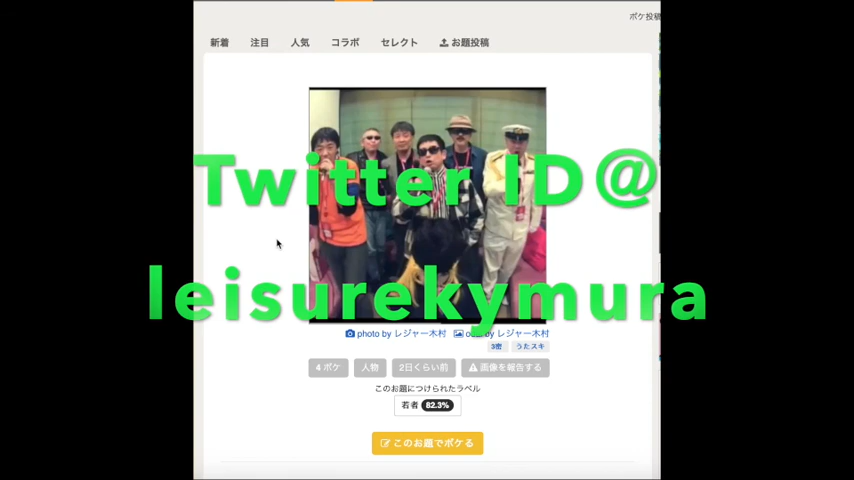 ボケ投稿
新着 注目 人気 コラボ セレクト お題投稿
Twitter ID@
leisurekymura
photo by レジャー木村 by レジャー木村
3密 うたスキ
4 ボケ 人物 2日くらい前 画像を報告する
このお題につけられたラベル
若者 82.3%
このお題でボケる